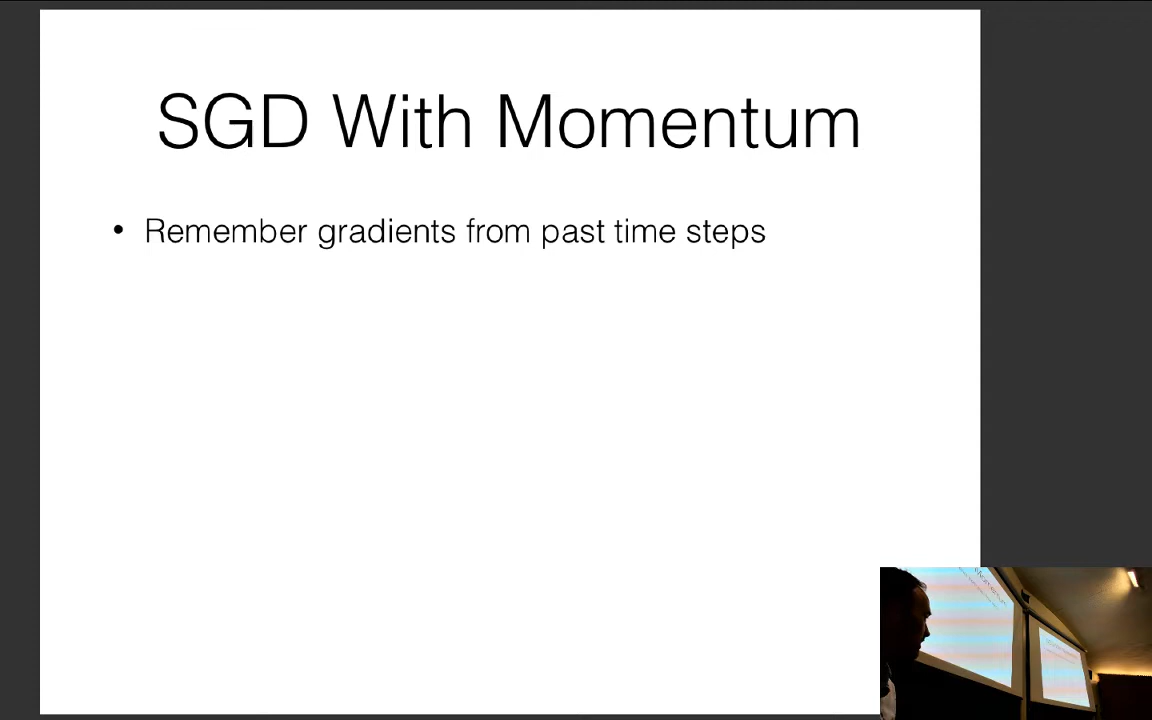 SGD With Momentum
• Remember gradients from past time steps